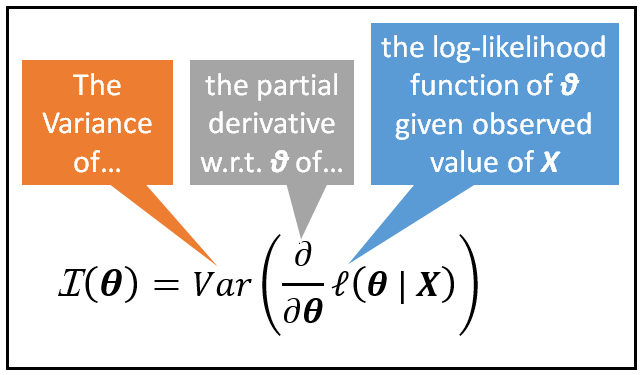 The
Variance
of...
the partial
derivative
w.r.t. 𝝑 of...
the log-likelihood
function of 𝝑
given observed
value of X
𝓘(𝜽) = Var(∂/∂𝜽 ℓ(𝜽 | X))